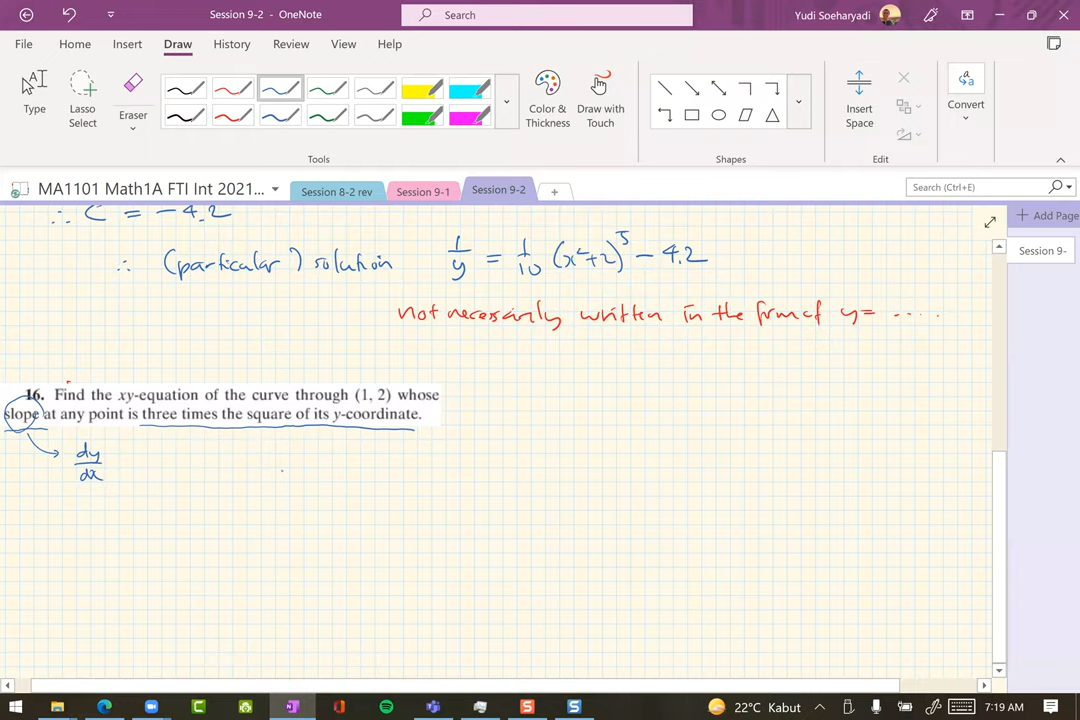 Session 9-2 - OneNote
Search
Yudi Soeharyadi
File Home Insert Draw History Review View Help
Type
Lasso Select
Eraser
Color & Thickness
Draw with Touch
Insert Space
Convert
Tools
Shapes
Edit
MA1101 Math1A FTI Int 2021...
Session 8-2 rev
Session 9-1
Session 9-2
Search (Ctrl+E)
Add Page
Session 9-
∴ C = -4.2
∴ (particular) solution 1/y = 1/10 (x²+2)⁵ - 4.2
not necessarily written in the form of y= .....
16. Find the xy-equation of the curve through (1, 2) whose
slope at any point is three times the square of its y-coordinate.
dy/dx
22°C Kabut
7:19 AM